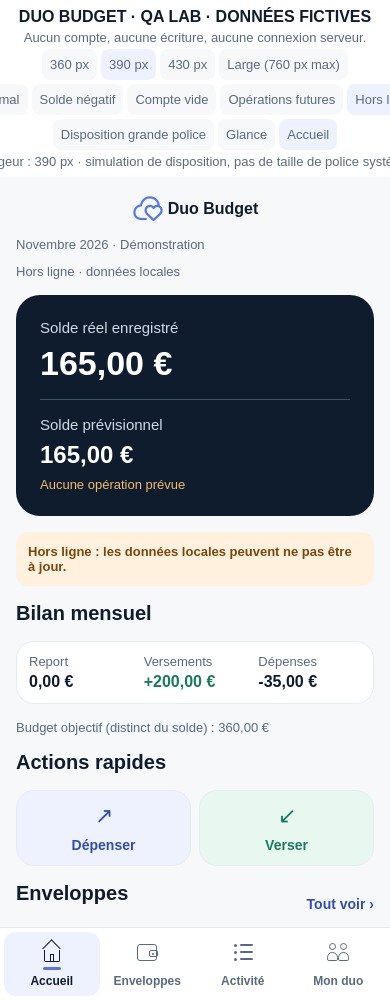 DUO BUDGET · QA LAB · DONNÉES FICTIVES
Aucun compte, aucune écriture, aucune connexion serveur.
360 px 390 px 430 px Large (760 px max)
Solde négatif Compte vide Opérations futures Hors
Disposition grande police Glance Accueil
: 390 px · simulation de disposition, pas de taille de police
Duo Budget
Novembre 2026 · Démonstration
Hors ligne · données locales
Solde réel enregistré
165,00 €
Solde prévisionnel
165,00 €
Aucune opération prévue
Hors ligne : les données locales peuvent ne pas être
à jour.
Bilan mensuel
Report Versements Dépenses
0,00 € +200,00 € -35,00 €
Budget objectif (distinct du solde) : 360,00 €
Actions rapides
↗ ↙
Dépenser Verser
Enveloppes
Tout voir ›
Accueil Enveloppes Activité Mon duo